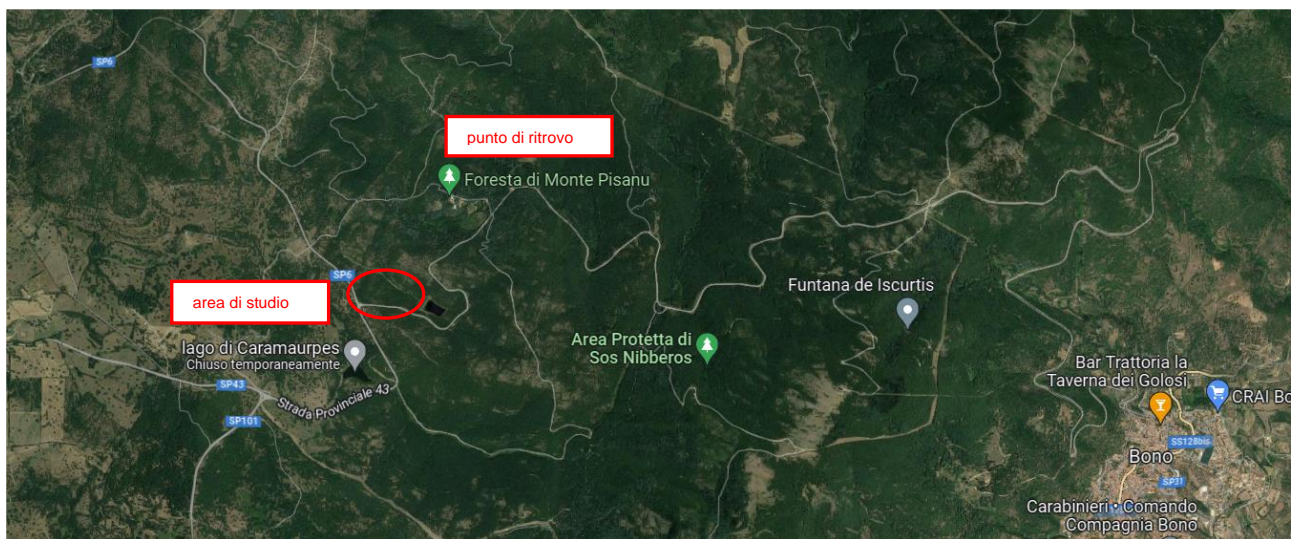 SP6
punto di ritrovo
Foresta di Monte Pisanu
SP6
area di studio
Funtana de Iscurtis
lago di Caramaurpes
Chiuso temporaneamente
Area Protetta di
Sos Nibberos
SP43
Strada Provinciale 43
SP101
Bar Trattoria la
Taverna dei Golosi
CRAI Bo
SS128bis
Bono
SP31
Carabinieri - Comando
Compagnia Bono